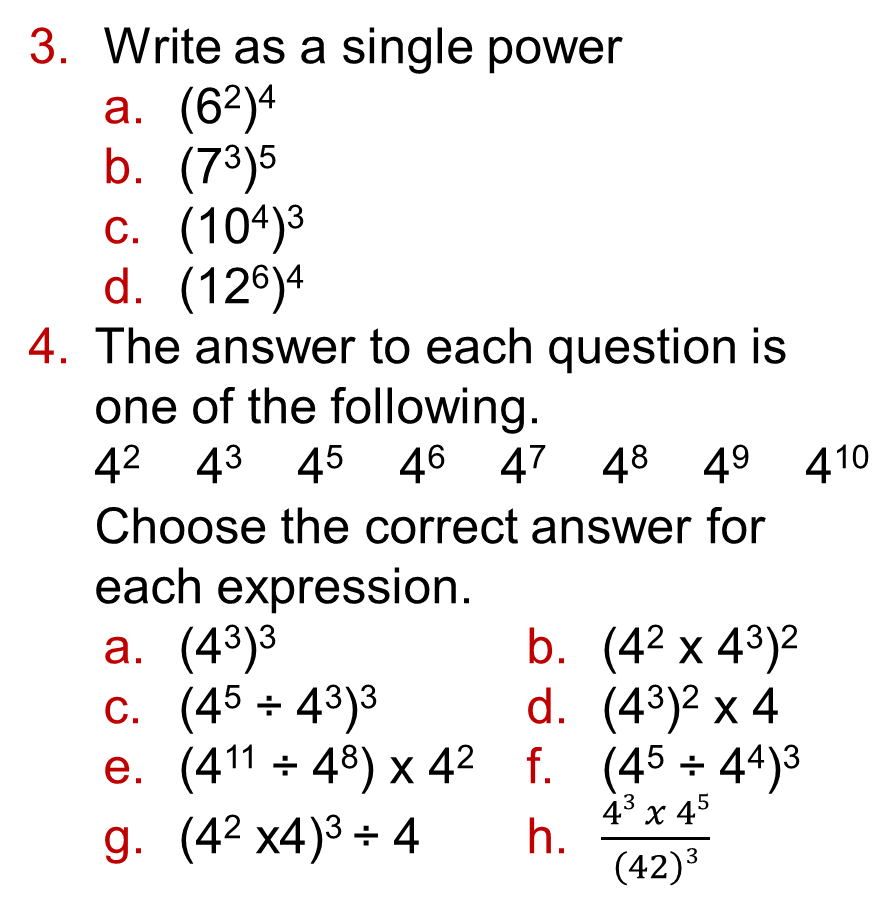 3. Write as a single power
a. (6²)⁴
b. (7³)⁵
c. (10⁴)³
d. (12⁶)⁴
4. The answer to each question is
one of the following.
4² 4³ 4⁵ 4⁶ 4⁷ 4⁸ 4⁹ 4¹⁰
Choose the correct answer for
each expression.
a. (4³)³ b. (4² x 4³)²
c. (4⁵ ÷ 4³)³ d. (4³)² x 4
e. (4¹¹ ÷ 4⁸) x 4² f. (4⁵ ÷ 4⁴)³
g. (4² x4)³ ÷ 4 h. 4³ x 4⁵
(42)³